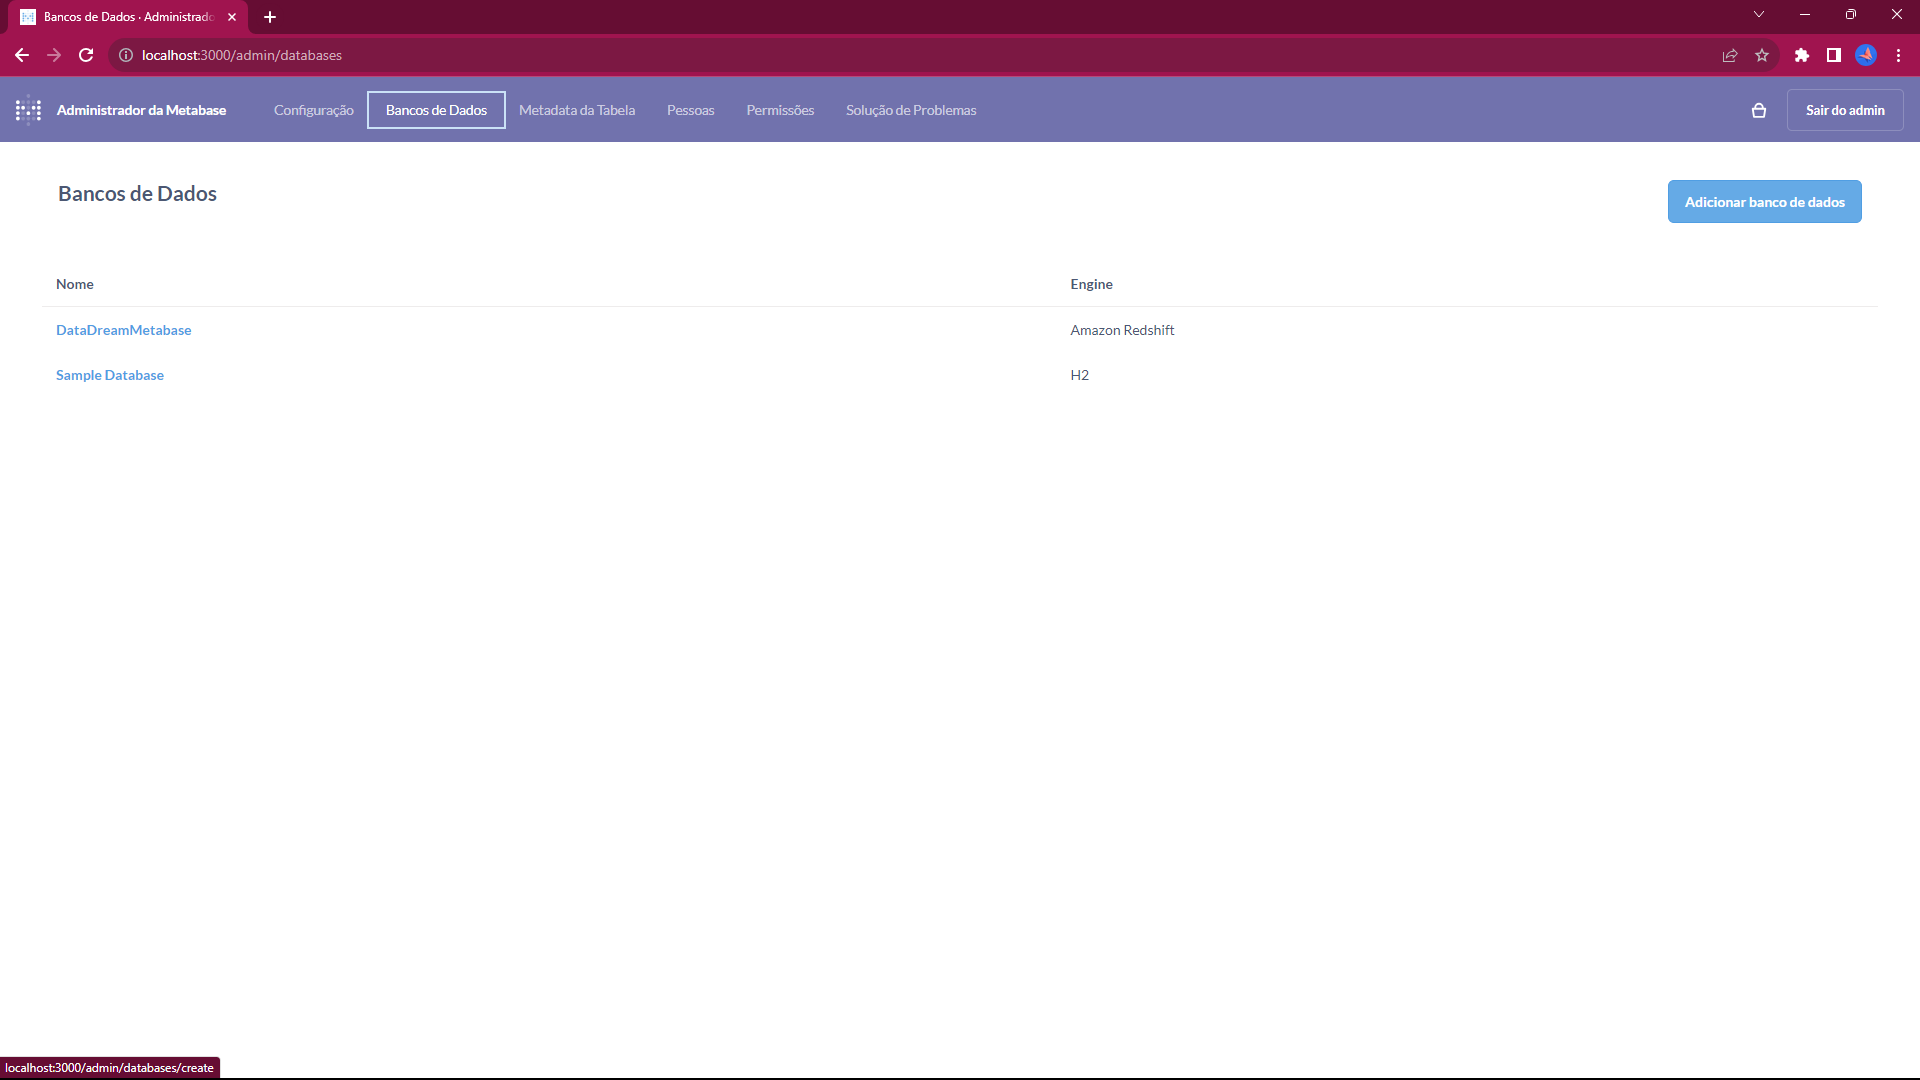 Bancos de Dados · Administrado
localhost:3000/admin/databases
Administrador da Metabase Configuração Bancos de Dados Metadata da Tabela Pessoas Permissões Solução de Problemas Sair do admin
Bancos de Dados Adicionar banco de dados
Nome Engine
DataDreamMetabase Amazon Redshift
Sample Database H2
localhost:3000/admin/databases/create